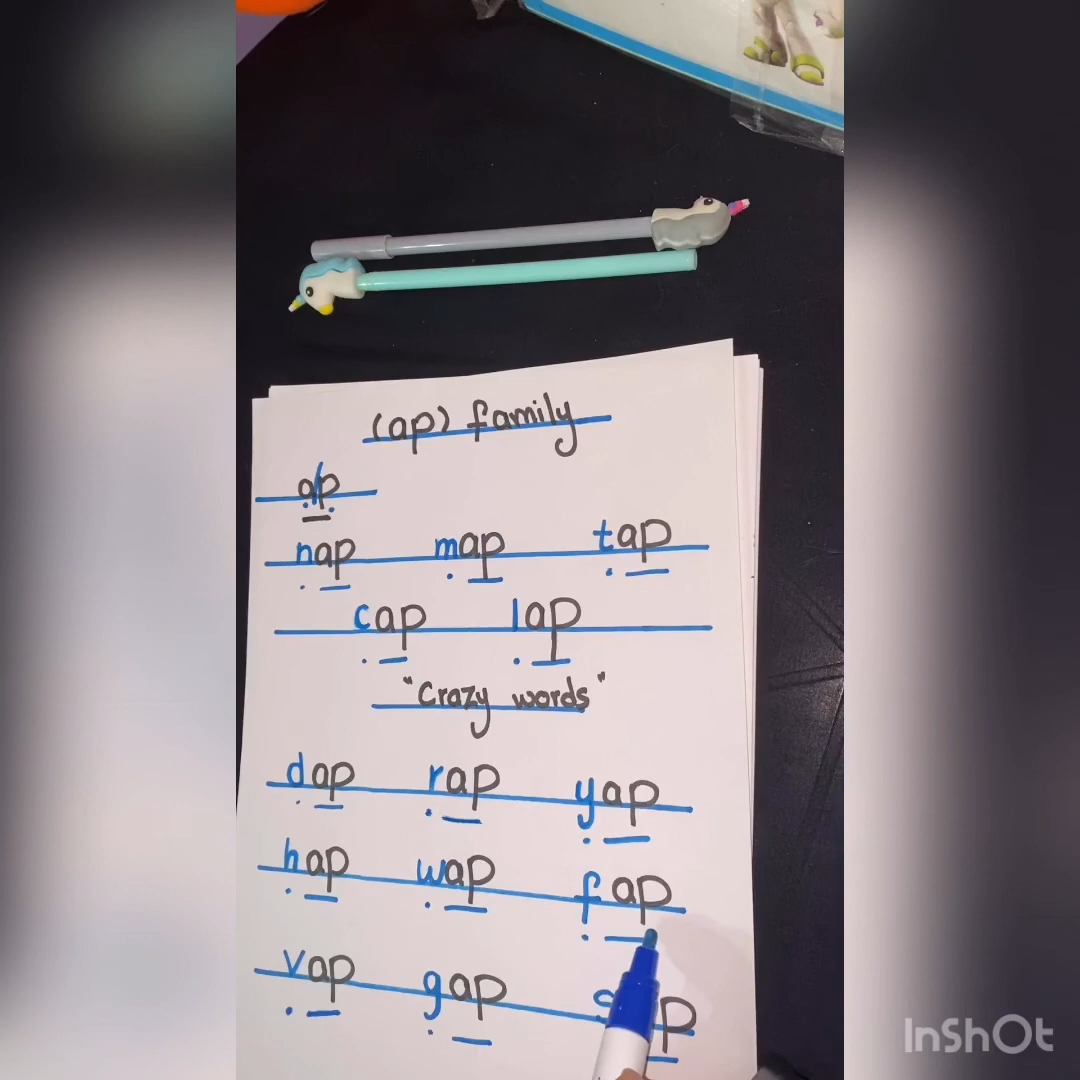 (ap) family
ap
nap map tap
cap lap
"Crazy words"
dap rap yap
hap wap fap
vap gap
InShOt